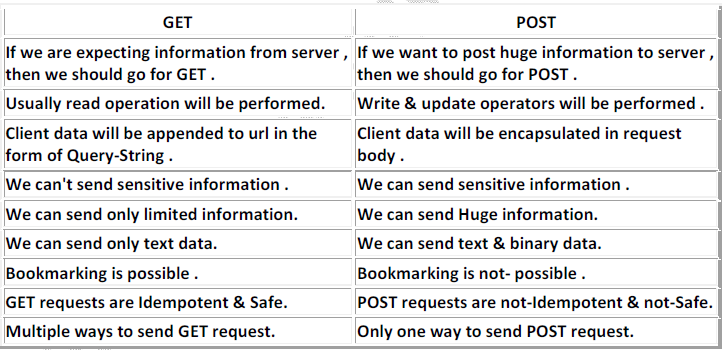 GET POST
If we are expecting information from server , If we want to post huge information to server ,
then we should go for GET . then we should go for POST .
Usually read operation will be performed. Write & update operators will be performed .
Client data will be appended to url in the Client data will be encapsulated in request
form of Query-String . body .
We can't send sensitive information . We can send sensitive information .
We can send only limited information. We can send Huge information.
We can send only text data. We can send text & binary data.
Bookmarking is possible . Bookmarking is not- possible .
GET requests are Idempotent & Safe. POST requests are not-Idempotent & not-Safe.
Multiple ways to send GET request. Only one way to send POST request.